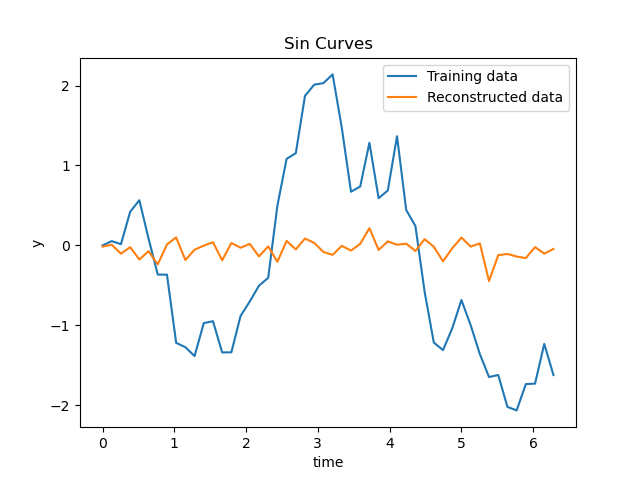 Sin Curves
Training data
Reconstructed data
y
2
1
0
−1
−2
0 1 2 3 4 5 6
time